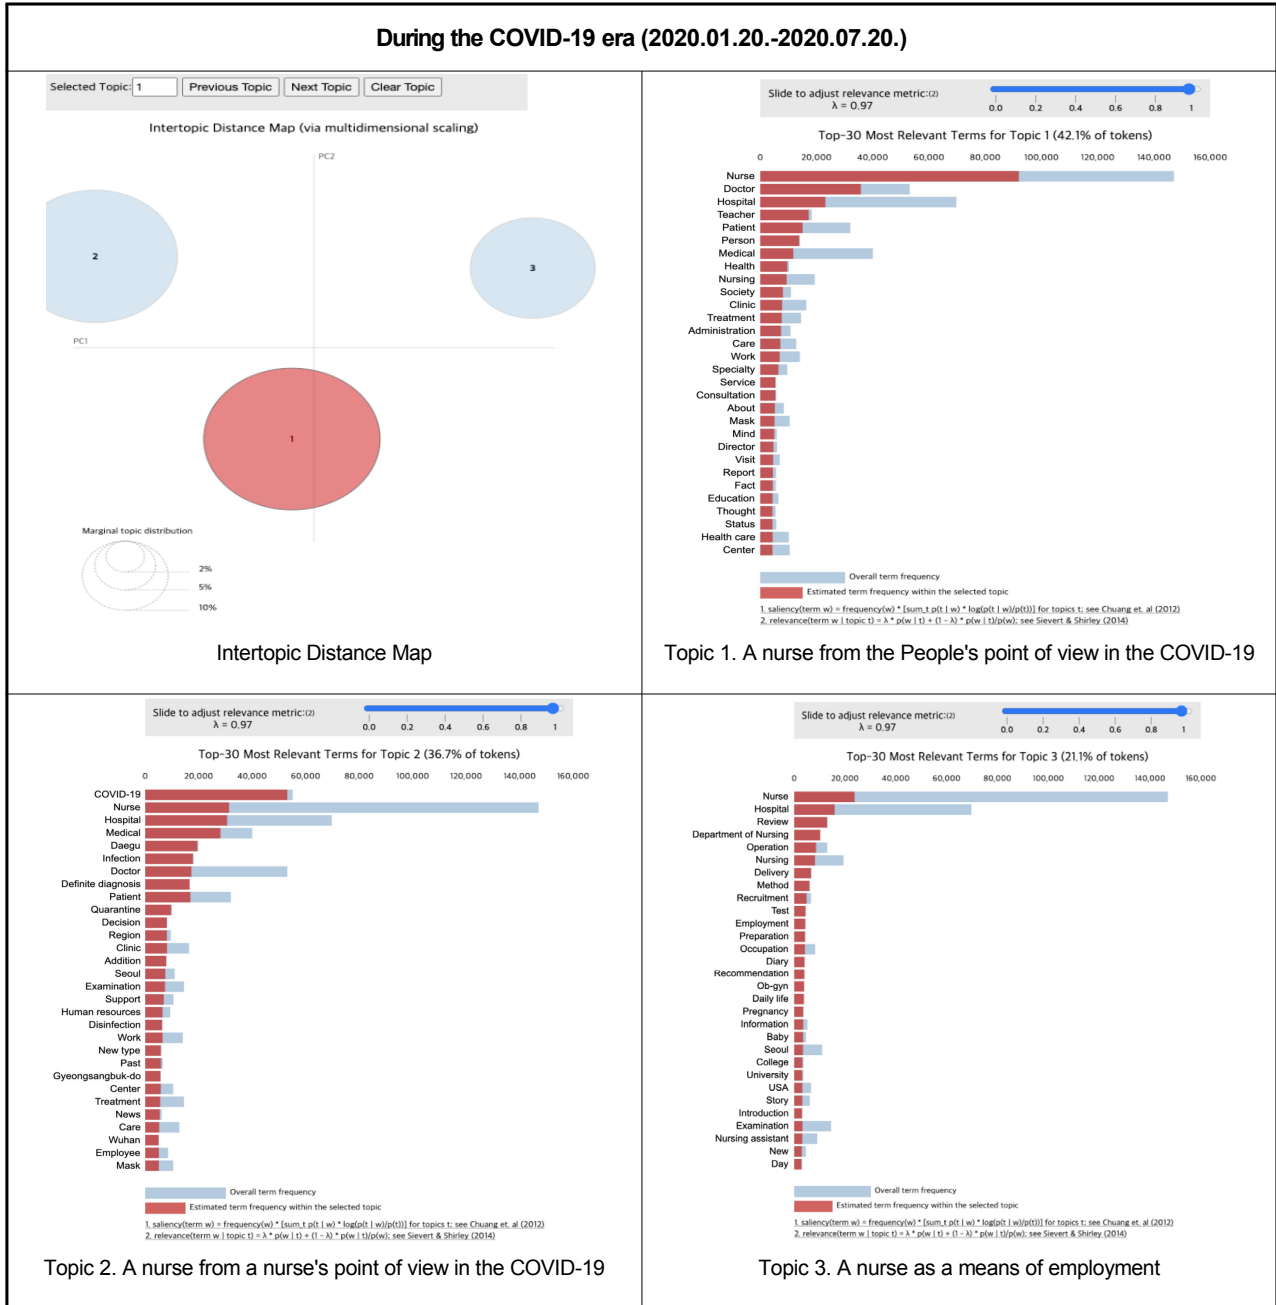 During the COVID-19 era (2020.01.20.-2020.07.20.)
Selected Topic: 1 Previous Topic Next Topic Clear Topic
Intertopic Distance Map (via multidimensional scaling)
PC2
2
3
PC1
1
Marginal topic distribution
2%
5%
10%
Intertopic Distance Map
Slide to adjust relevance metric:(2)
λ = 0.97
0.0 0.2 0.4 0.6 0.8 1
Top-30 Most Relevant Terms for Topic 1 (42.1% of tokens)
0 20,000 40,000 60,000 80,000 100,000 120,000 140,000 160,000
Nurse
Doctor
Hospital
Teacher
Patient
Person
Medical
Health
Nursing
Society
Clinic
Treatment
Administration
Care
Work
Specialty
Service
Consultation
About
Mask
Mind
Director
Visit
Report
Fact
Education
Thought
Status
Health care
Center
Overall term frequency
Estimated term frequency within the selected topic
1. saliency(term w) = frequency(w) * [sum_t p(t | w) * log(p(t | w)/p(t))] for topics t; see Chuang et. al (2012)
2. relevance(term w | topic t) = λ * p(w | t) + (1 - λ) * p(w | t)/p(w); see Sievert & Shirley (2014)
Topic 1. A nurse from the People's point of view in the COVID-19
Slide to adjust relevance metric:(2)
λ = 0.97
0.0 0.2 0.4 0.6 0.8 1
Top-30 Most Relevant Terms for Topic 2 (36.7% of tokens)
0 20,000 40,000 60,000 80,000 100,000 120,000 140,000 160,000
COVID-19
Nurse
Hospital
Medical
Daegu
Infection
Doctor
Definite diagnosis
Patient
Quarantine
Decision
Region
Clinic
Addition
Seoul
Examination
Support
Human resources
Disinfection
Work
New type
Past
Gyeongsangbuk-do
Center
Treatment
News
Care
Wuhan
Employee
Mask
Overall term frequency
Estimated term frequency within the selected topic
1. saliency(term w) = frequency(w) * [sum_t p(t | w) * log(p(t | w)/p(t))] for topics t; see Chuang et. al (2012)
2. relevance(term w | topic t) = λ * p(w | t) + (1 - λ) * p(w | t)/p(w); see Sievert & Shirley (2014)
Topic 2. A nurse from a nurse's point of view in the COVID-19
Slide to adjust relevance metric:(2)
λ = 0.97
0.0 0.2 0.4 0.6 0.8 1
Top-30 Most Relevant Terms for Topic 3 (21.1% of tokens)
0 20,000 40,000 60,000 80,000 100,000 120,000 140,000 160,000
Nurse
Hospital
Review
Department of Nursing
Operation
Nursing
Delivery
Method
Recruitment
Test
Employment
Preparation
Occupation
Diary
Recommendation
Ob-gyn
Daily life
Pregnancy
Information
Baby
Seoul
College
University
USA
Story
Introduction
Examination
Nursing assistant
New
Day
Overall term frequency
Estimated term frequency within the selected topic
1. saliency(term w) = frequency(w) * [sum_t p(t | w) * log(p(t | w)/p(t))] for topics t; see Chuang et. al (2012)
2. relevance(term w | topic t) = λ * p(w | t) + (1 - λ) * p(w | t)/p(w); see Sievert & Shirley (2014)
Topic 3. A nurse as a means of employment